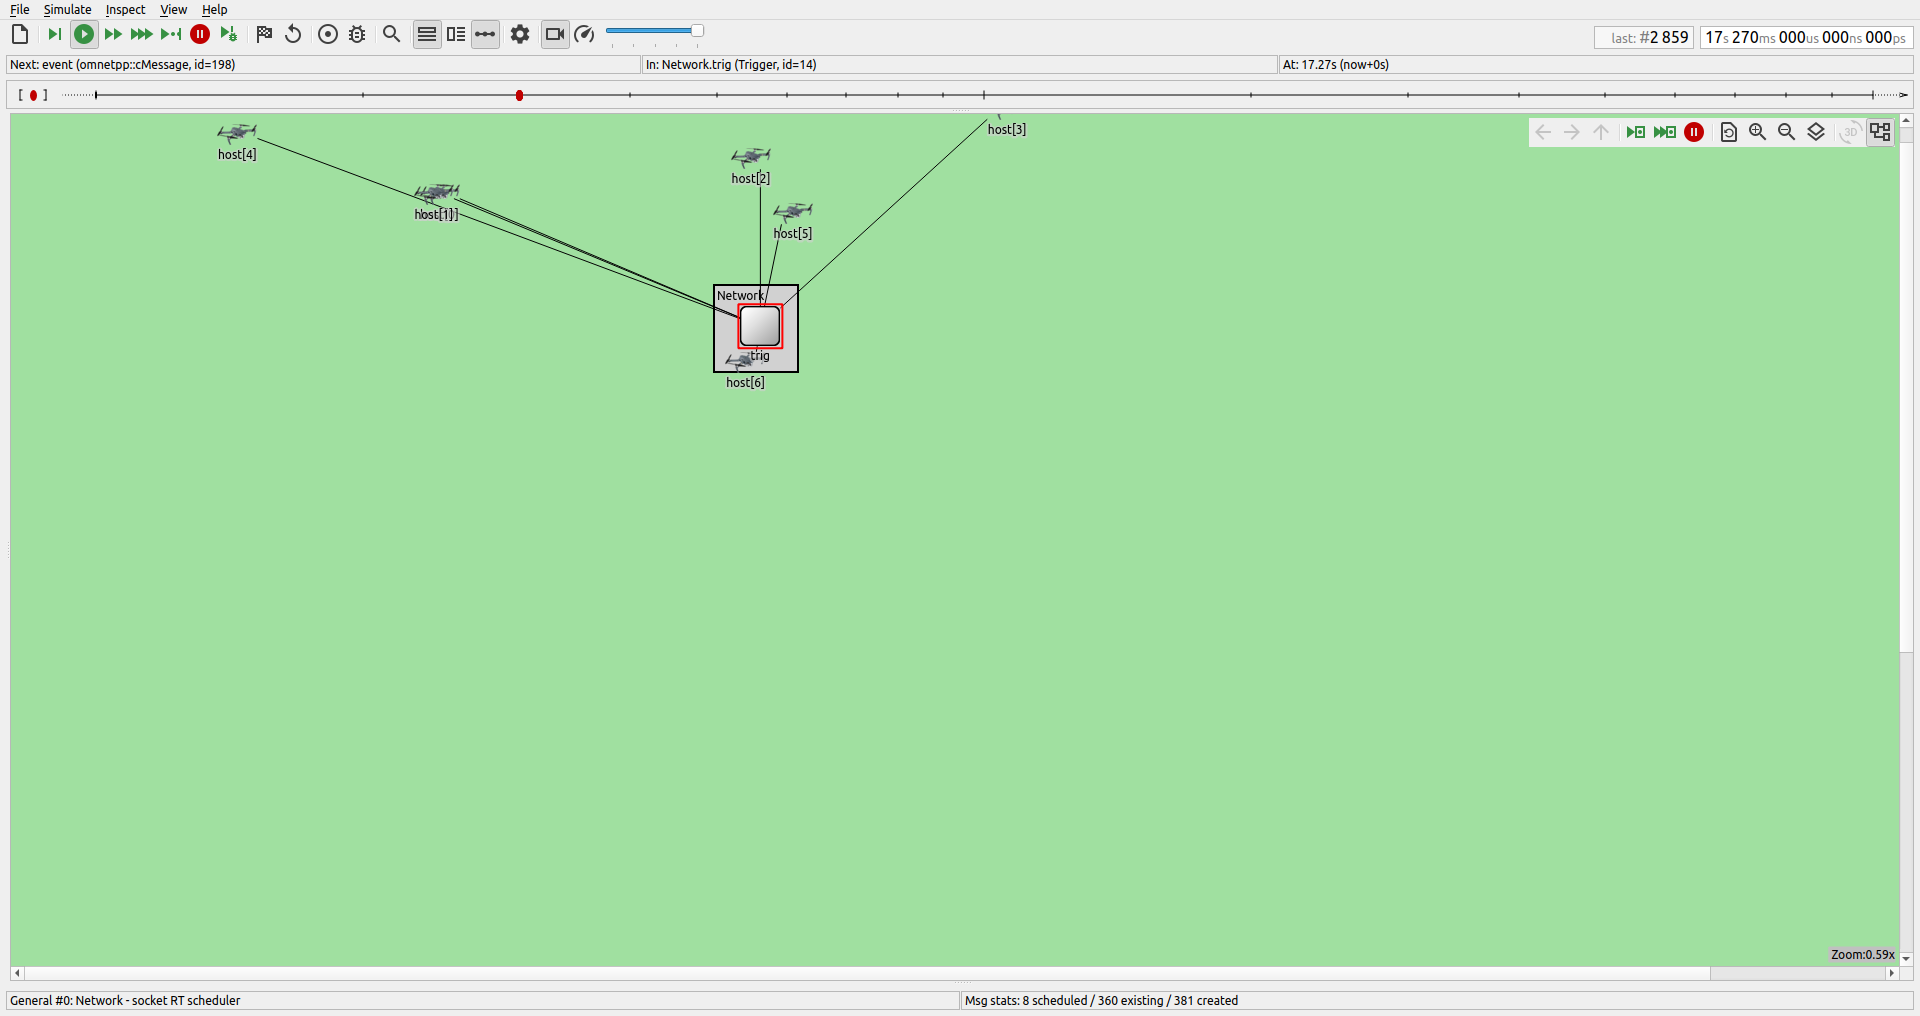 File Simulate Inspect View Help
last: #2 859
17s 270ms 000us 000ns 000ps
Next: event (omnetpp::cMessage, id=198)
In: Network.trig (Trigger, id=14)
At: 17.27s (now+0s)
host[3]
3D
host[4]
host[2]
host[1]
host[5]
Network
trig
host[6]
Zoom:0.59x
General #0: Network - socket RT scheduler
Msg stats: 8 scheduled / 360 existing / 381 created